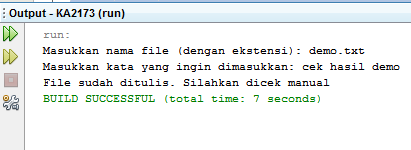 Output - KA2173 (run)
run:
Masukkan nama file (dengan ekstensi): demo.txt
Masukkan kata yang ingin dimasukkan: cek hasil demo
File sudah ditulis. Silahkan dicek manual
BUILD SUCCESSFUL (total time: 7 seconds)